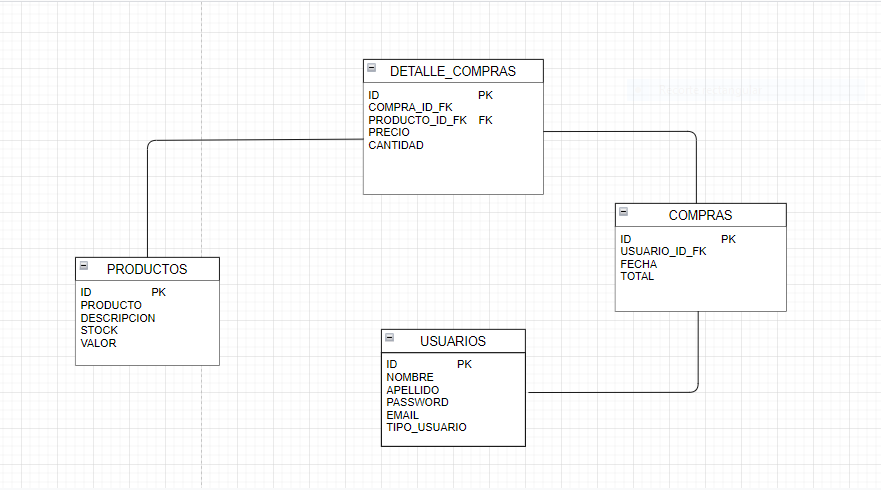 DETALLE_COMPRAS
ID PK
COMPRA_ID_FK
PRODUCTO_ID_FK FK
PRECIO
CANTIDAD
COMPRAS
ID PK
USUARIO_ID_FK
FECHA
TOTAL
PRODUCTOS
ID PK
PRODUCTO
DESCRIPCION
STOCK
VALOR
USUARIOS
ID PK
NOMBRE
APELLIDO
PASSWORD
EMAIL
TIPO_USUARIO